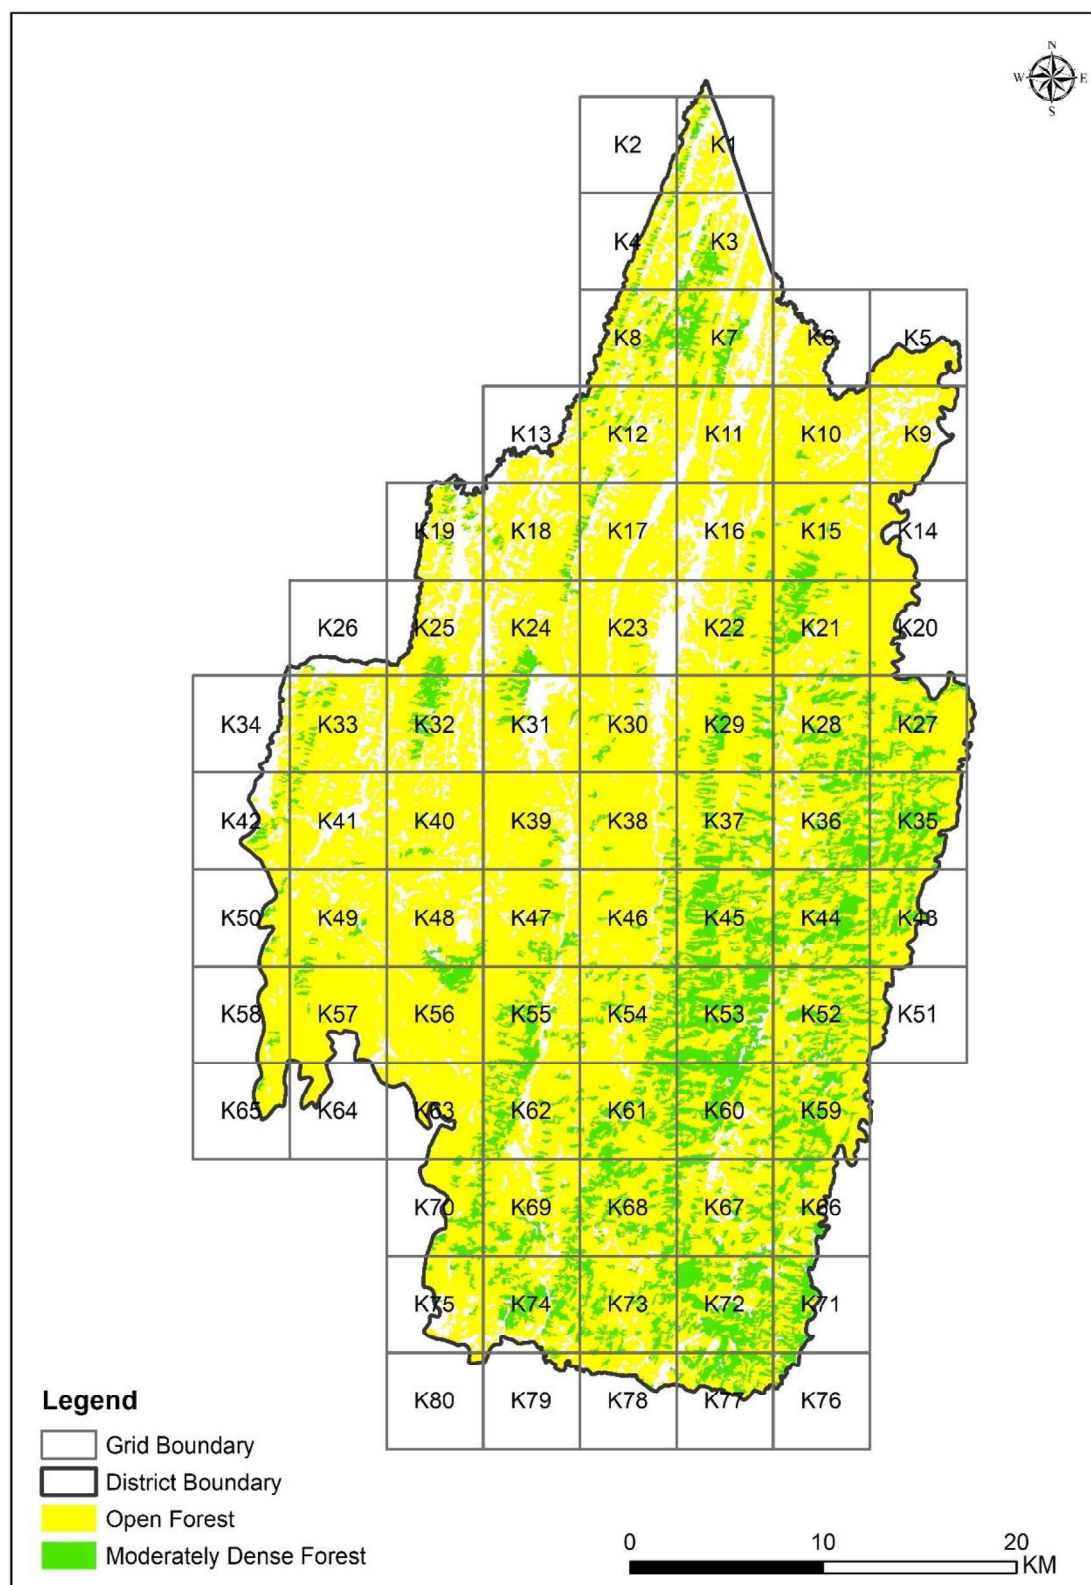 N
W E
S
K2 K1
K4 K3
K8 K7 K6 K5
K13 K12 K11 K10 K9
K19 K18 K17 K16 K15 K14
K26 K25 K24 K23 K22 K21 K20
K34 K33 K32 K31 K30 K29 K28 K27
K42 K41 K40 K39 K38 K37 K36 K35
K50 K49 K48 K47 K46 K45 K44 K43
K58 K57 K56 K55 K54 K53 K52 K51
K65 K64 K63 K62 K61 K60 K59
K70 K69 K68 K67 K66
K75 K74 K73 K72 K71
K80 K79 K78 K77 K76
Legend
Grid Boundary
District Boundary
Open Forest
Moderately Dense Forest
0 10 20
KM